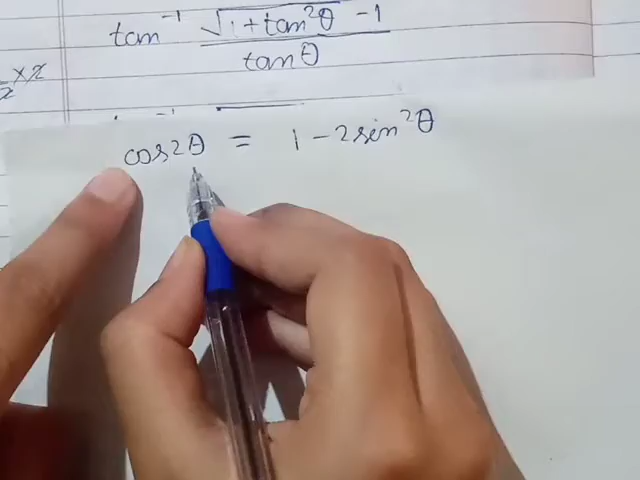 tan⁻¹ √(1+tan²θ) -1 / tanθ
cos2θ = 1-2sin²θ